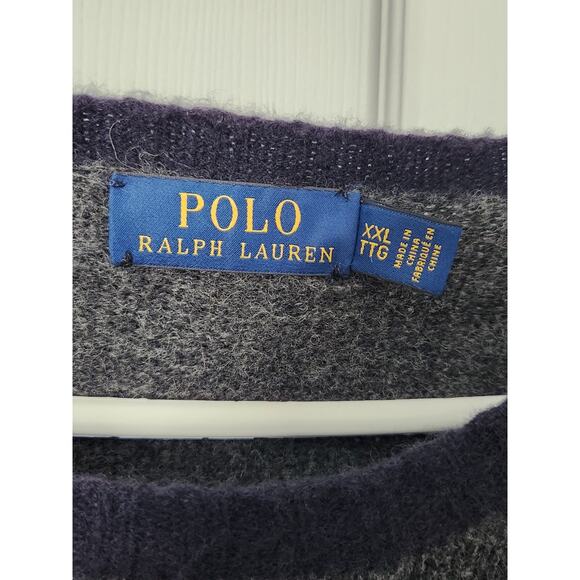 POLO
RALPH LAUREN
XXL
TTG
MADE IN
CHINA
FABRIQUÉ EN
CHINE